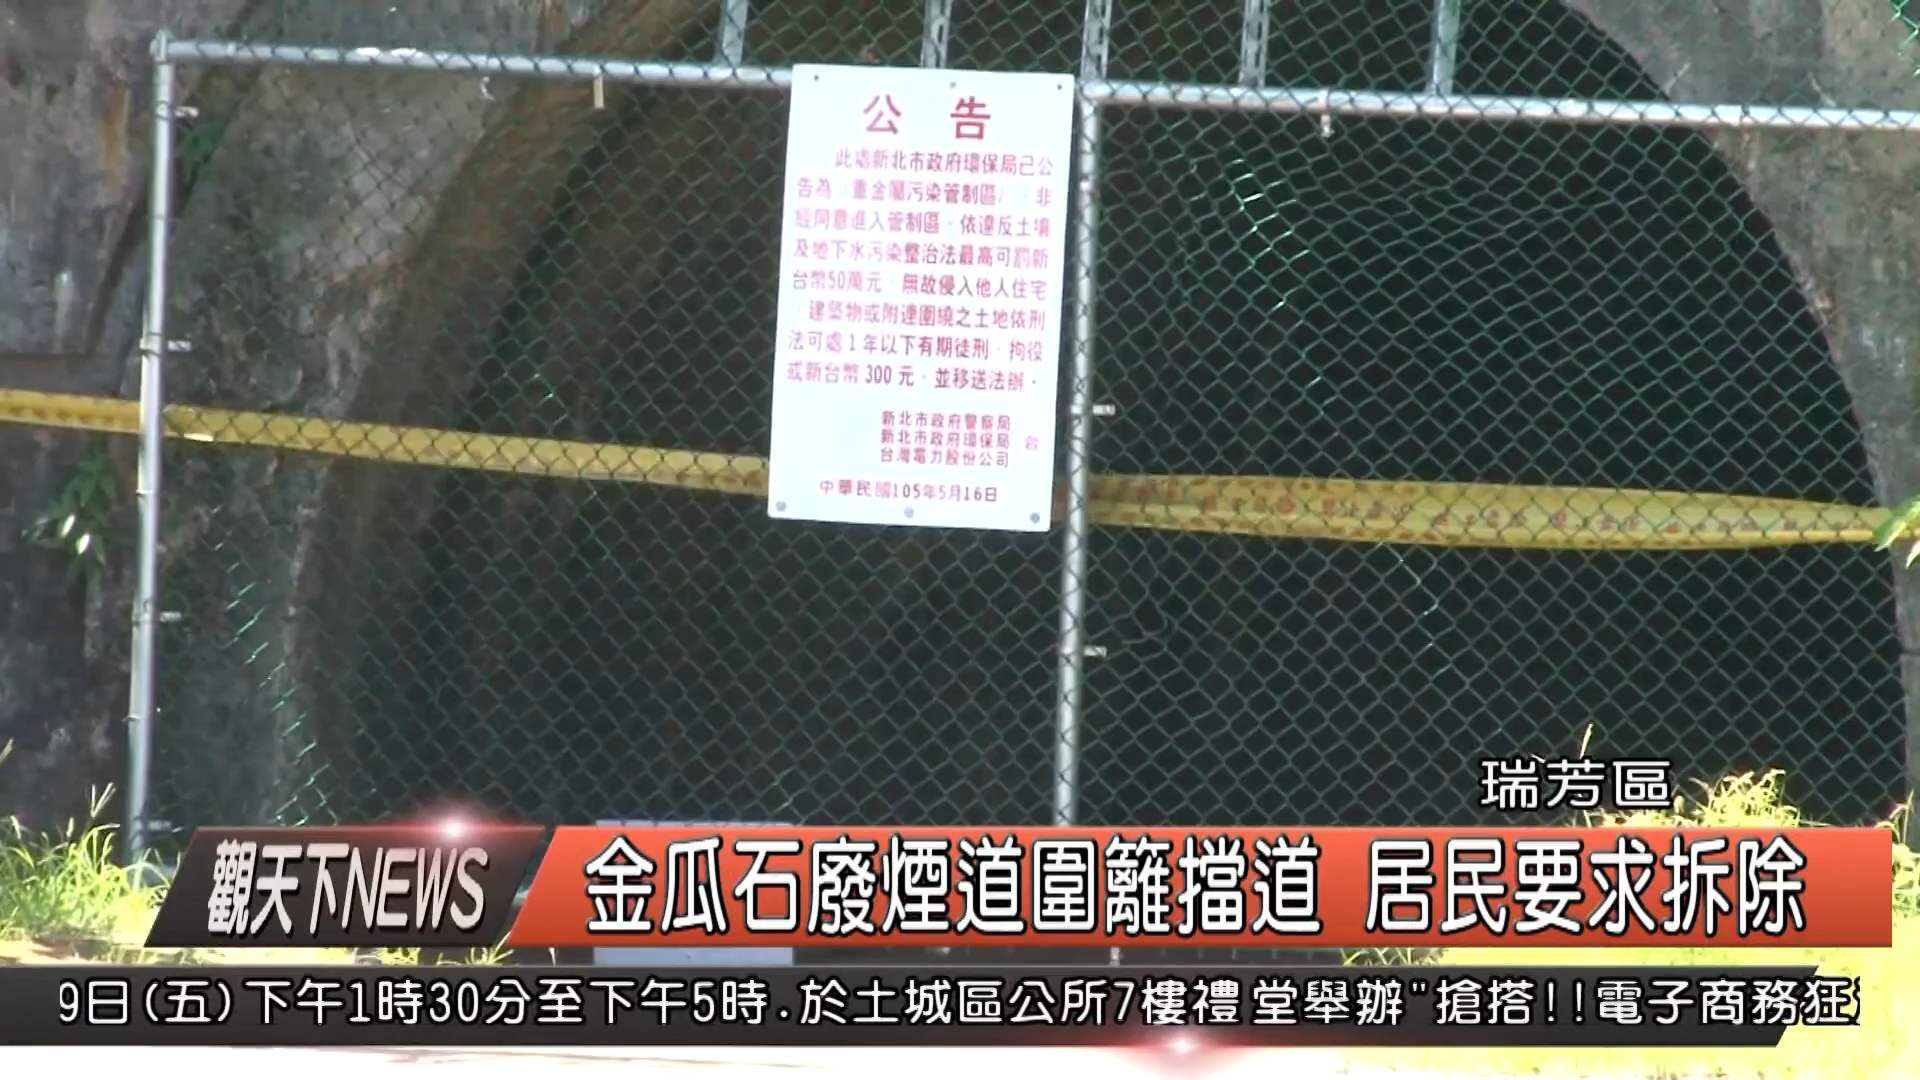 公 告
此處新北市政府環保局已公
告為「重金屬污染管制區」,非
經同意進入管制區,依違反土壤
及地下水污染整治法最高可罰新
台幣50萬元,無故侵入他人住宅
、建築物或附連圍繞之土地依刑
法可處1年以下有期徒刑、拘役
或新台幣300元,並移送法辦。
新北市政府警察局
新北市政府環保局 啟
台灣電力股份公司
中華民國105年5月16日
瑞芳區
觀天下NEWS
金瓜石廢煙道圍籬擋道 居民要求拆除
9日(五)下午1時30分至下午5時.於土城區公所7樓禮堂舉辦"搶搭!!電子商務狂